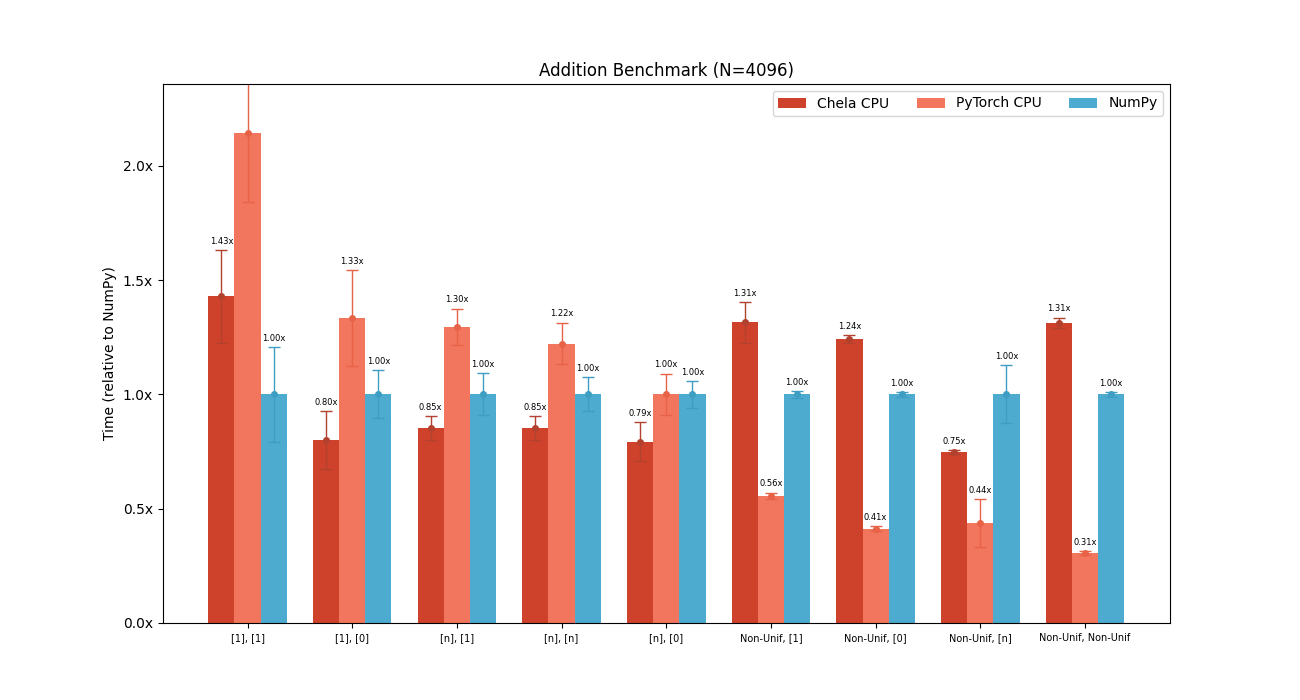 Addition Benchmark (N=4096)
Chela CPU
PyTorch CPU
NumPy
Time (relative to NumPy)
2.0x
1.5x
1.0x
0.5x
0.0x
1.43x
1.00x
0.80x
1.33x
1.00x
0.85x
1.30x
1.00x
0.85x
1.22x
1.00x
0.79x
1.00x
1.00x
1.31x
0.56x
1.00x
1.24x
0.41x
1.00x
0.75x
0.44x
1.00x
1.31x
0.31x
1.00x
[1], [1]
[1], [0]
[n], [1]
[n], [n]
[n], [0]
Non-Unif, [1]
Non-Unif, [0]
Non-Unif, [n]
Non-Unif, Non-Unif